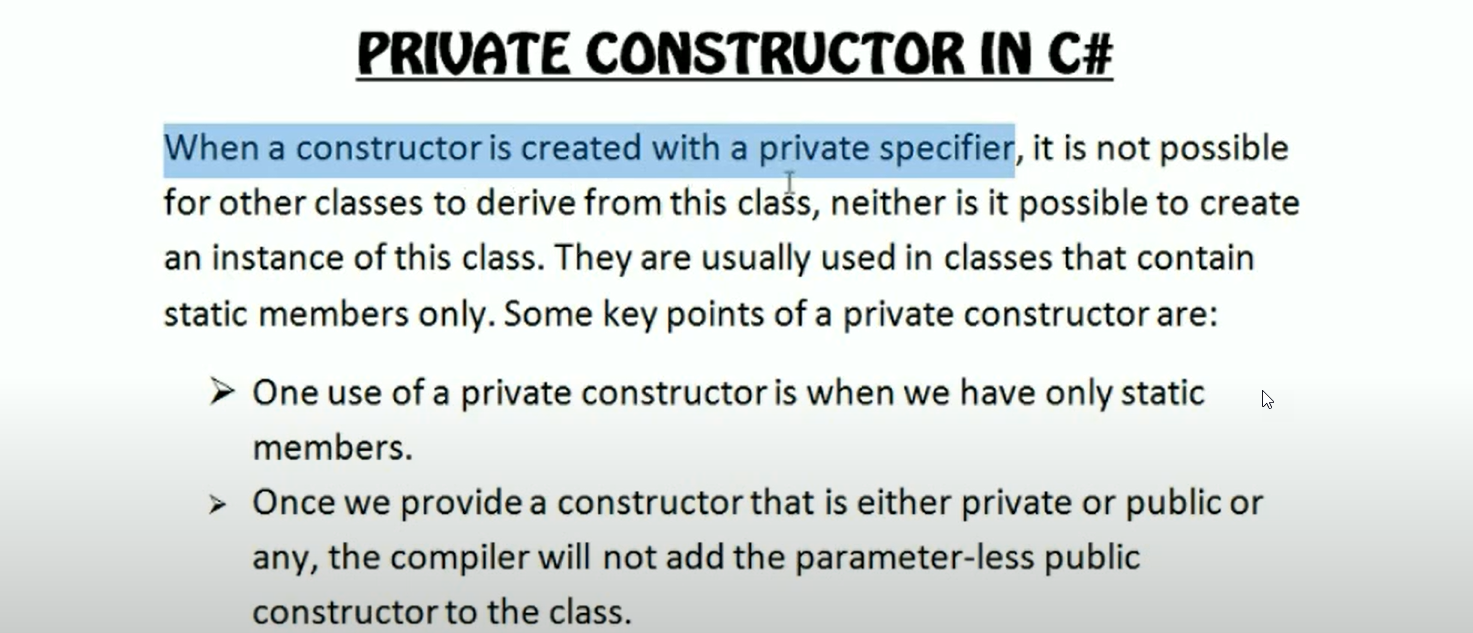 PRIVATE CONSTRUCTOR IN C#
When a constructor is created with a private specifier, it is not possible
for other classes to derive from this class, neither is it possible to create
an instance of this class. They are usually used in classes that contain
static members only. Some key points of a private constructor are:
➢ One use of a private constructor is when we have only static
members.
➢ Once we provide a constructor that is either private or public or
any, the compiler will not add the parameter-less public
constructor to the class.